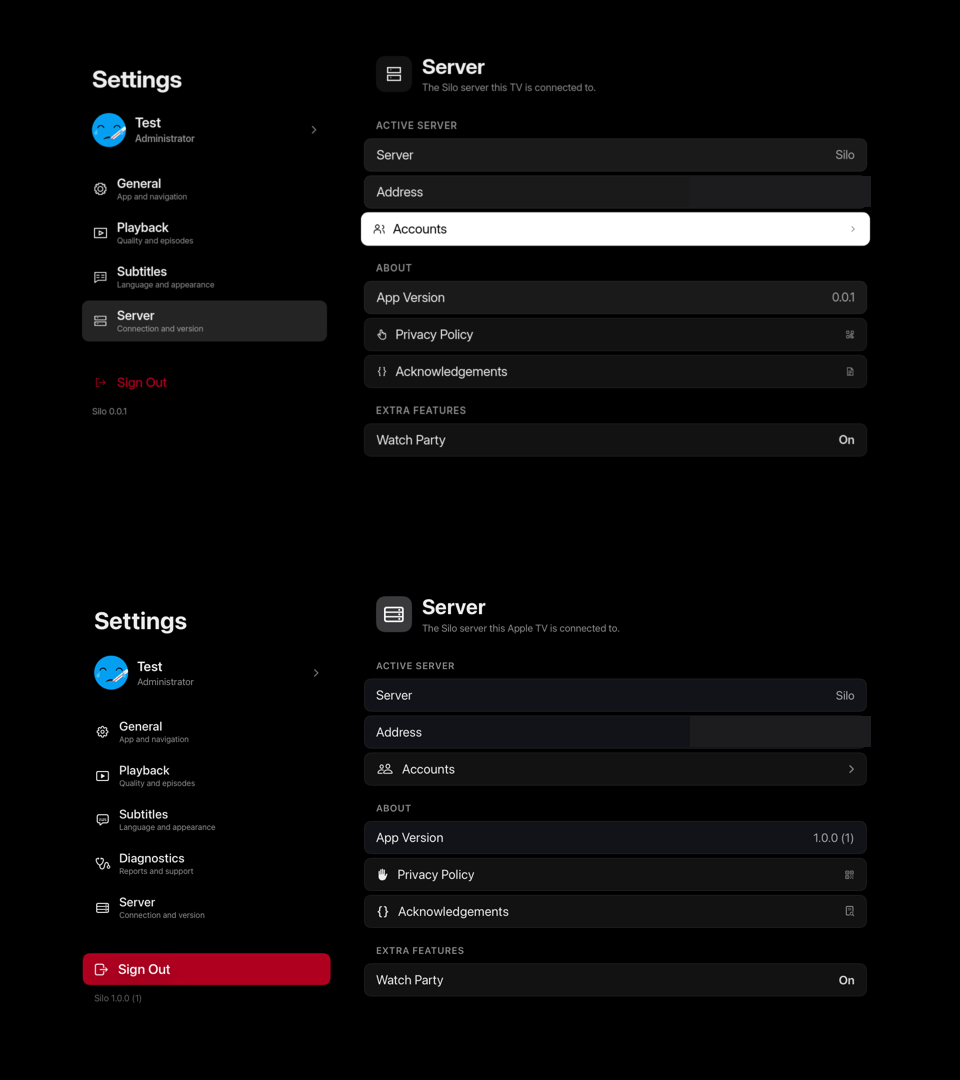 Settings
Test
Administrator
General
App and navigation
Playback
Quality and episodes
Subtitles
Language and appearance
Server
Connection and version
Sign Out
Silo 0.0.1
Server
The Silo server this TV is connected to.
ACTIVE SERVER
Server Silo
Address
Accounts
ABOUT
App Version 0.0.1
Privacy Policy
Acknowledgements
EXTRA FEATURES
Watch Party On
Settings
Test
Administrator
General
App and navigation
Playback
Quality and episodes
Subtitles
Language and appearance
Diagnostics
Reports and support
Server
Connection and version
Sign Out
Silo 1.0.0 (1)
Server
The Silo server this Apple TV is connected to.
ACTIVE SERVER
Server Silo
Address
Accounts
ABOUT
App Version 1.0.0 (1)
Privacy Policy
Acknowledgements
EXTRA FEATURES
Watch Party On